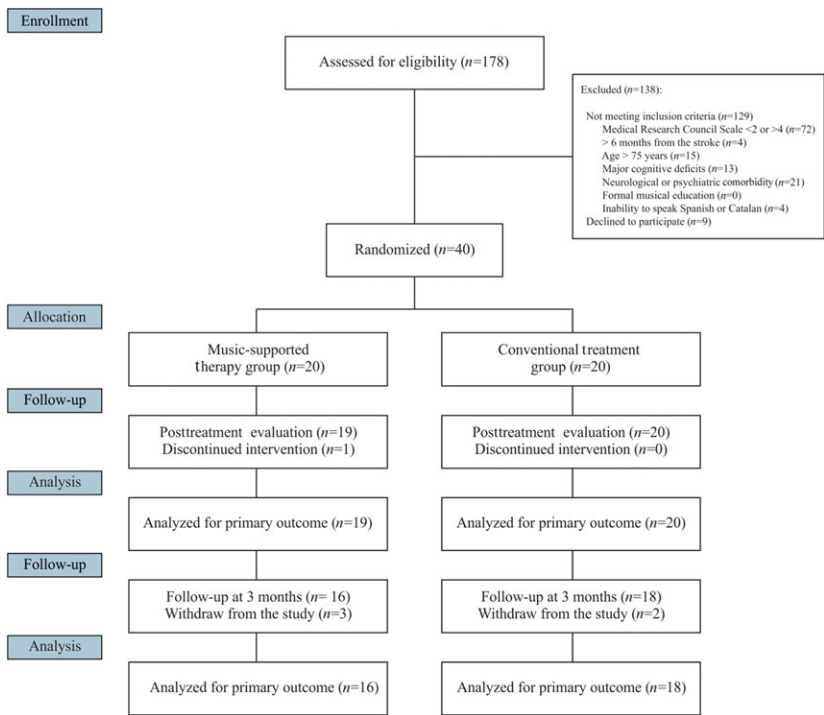 Enrollment
Assessed for eligibility (n=178)
Excluded (n=138):
Not meeting inclusion criteria (n=129)
Medical Research Council Scale <2 or >4 (n=72)
> 6 months from the stroke (n=4)
Age > 75 years (n=15)
Major cognitive deficits (n=13)
Neurological or psychiatric comorbidity (n=21)
Formal musical education (n=0)
Inability to speak Spanish or Catalan (n=4)
Declined to participate (n=9)
Randomized (n=40)
Allocation
Music-supported
therapy group (n=20)
Conventional treatment
group (n=20)
Follow-up
Posttreatment evaluation (n=19)
Discontinued intervention (n=1)
Posttreatment evaluation (n=20)
Discontinued intervention (n=0)
Analysis
Analyzed for primary outcome (n=19)
Analyzed for primary outcome (n=20)
Follow-up
Follow-up at 3 months (n= 16)
Withdraw from the study (n=3)
Follow-up at 3 months (n=18)
Withdraw from the study (n=2)
Analysis
Analyzed for primary outcome (n=16)
Analyzed for primary outcome (n=18)